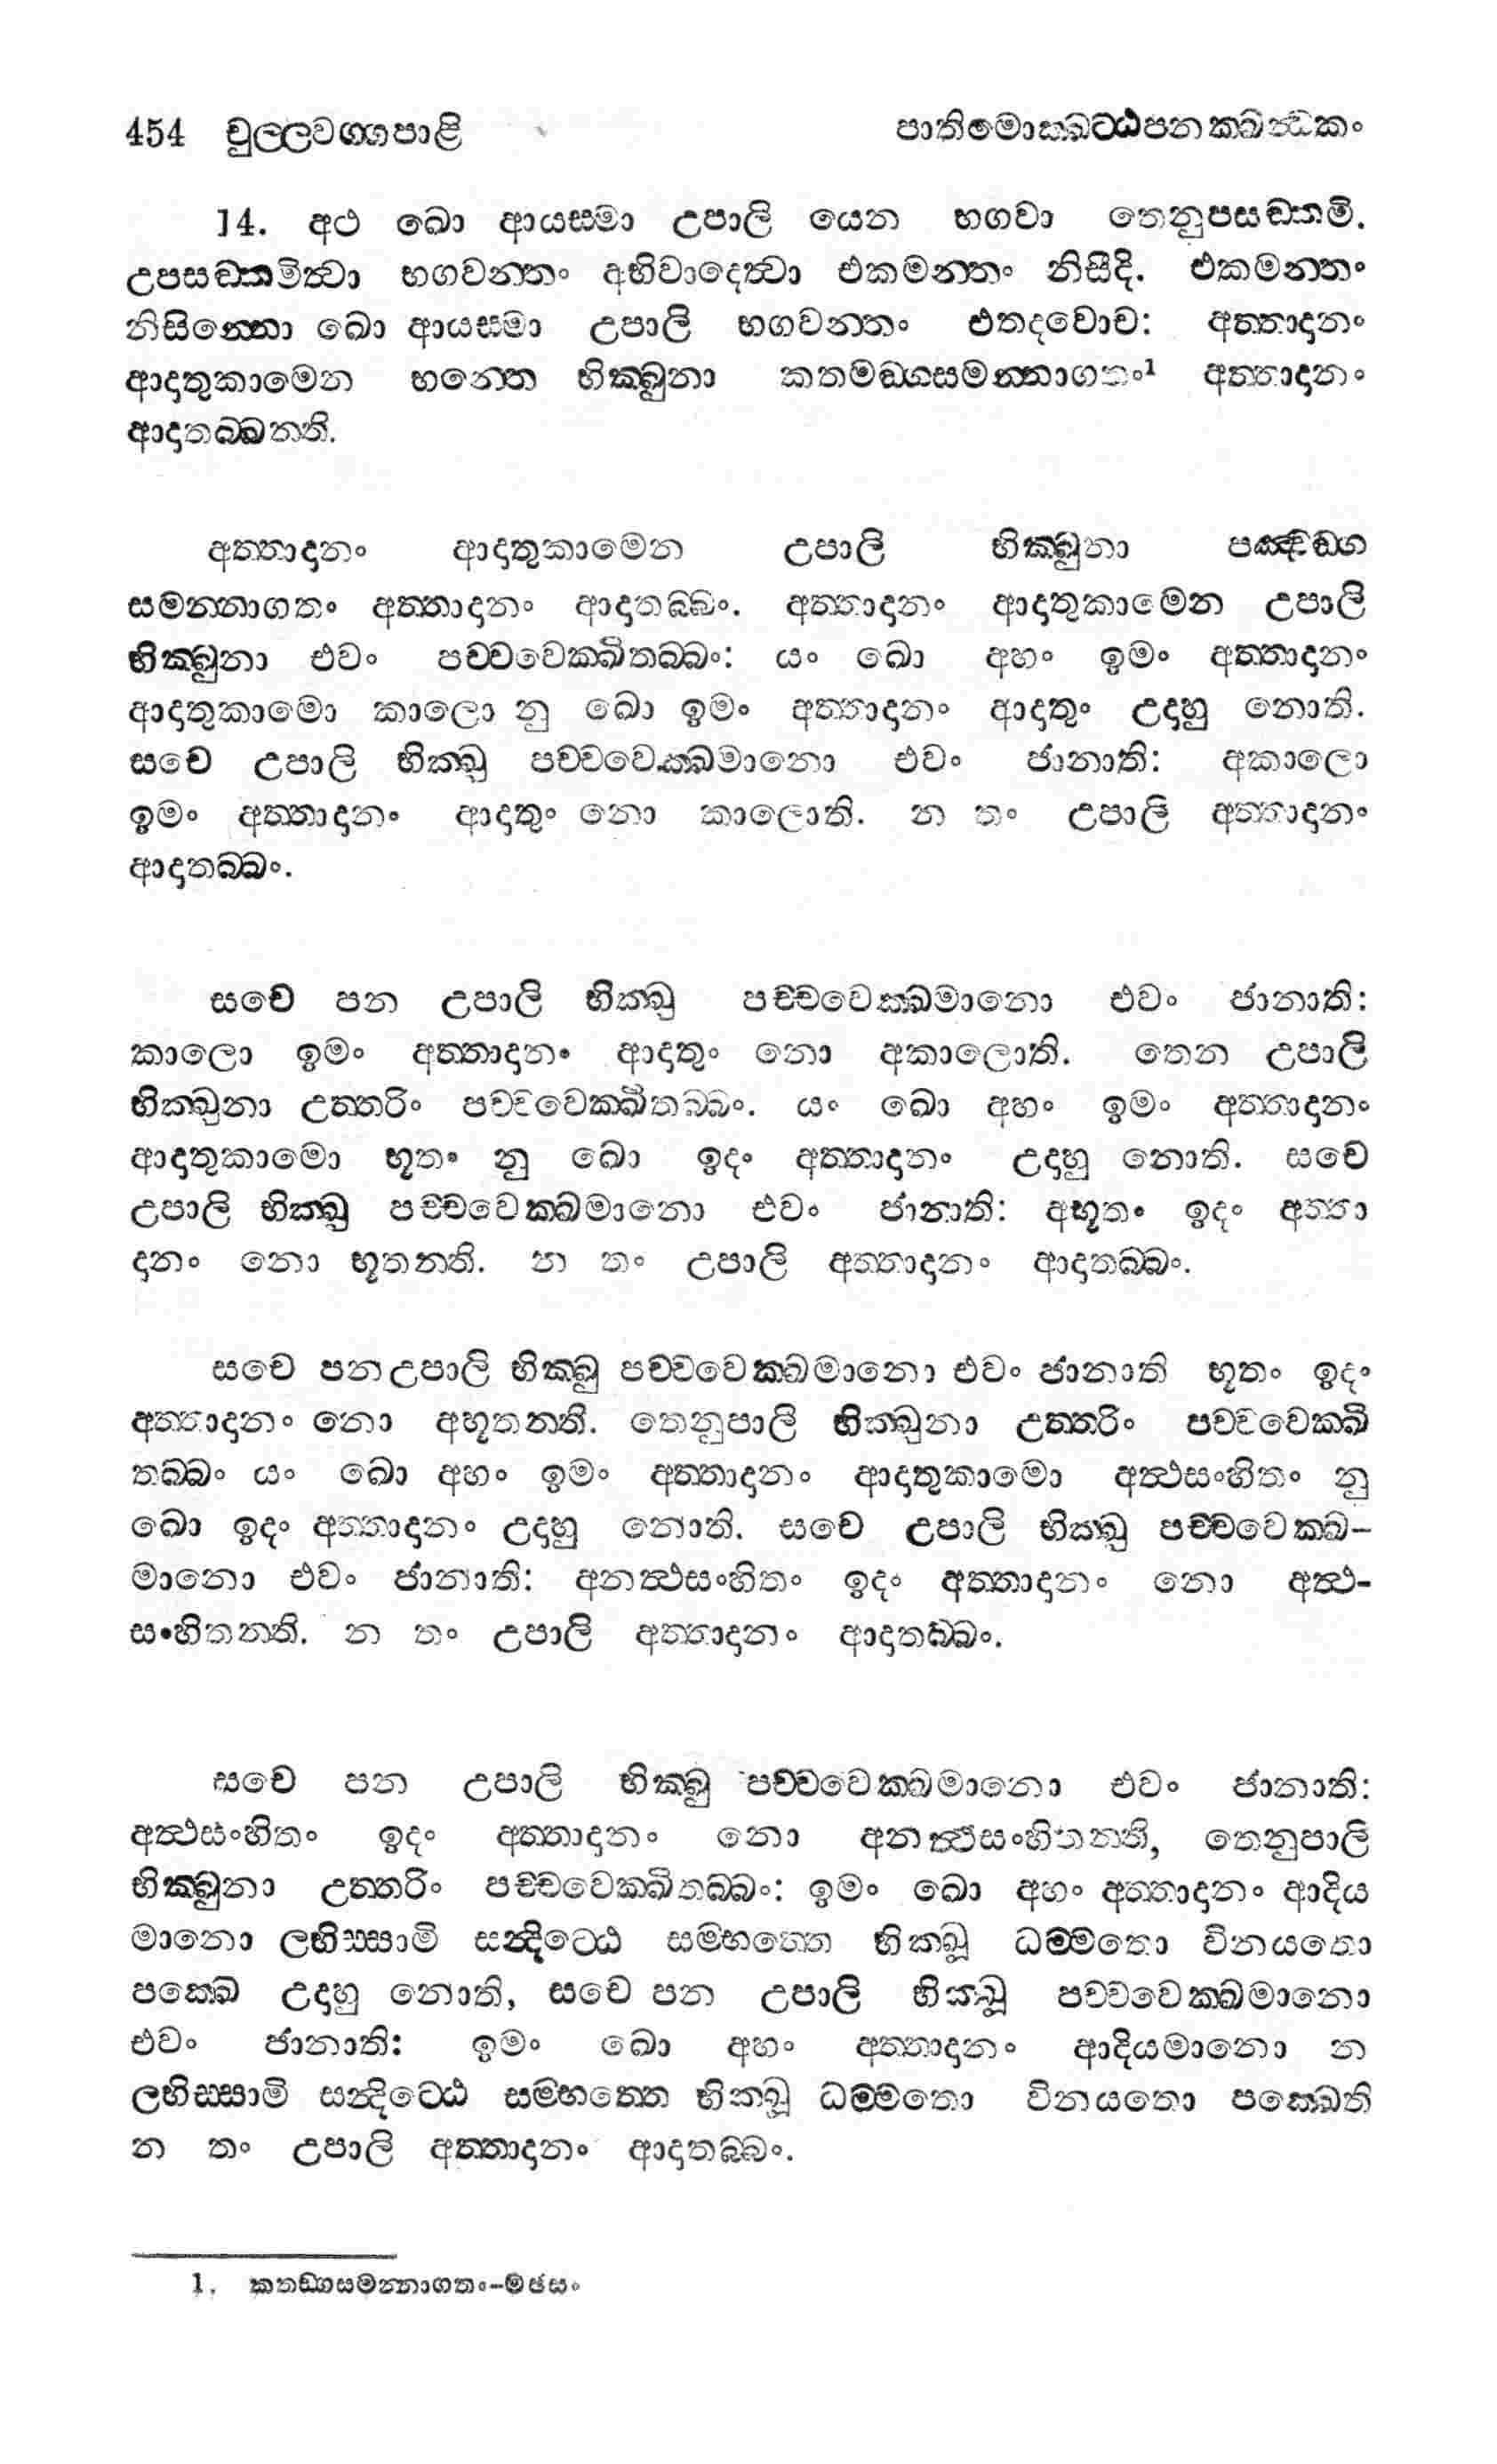 454 චුල්ලවග්ගපාළි
පාතිමොක්ඛට්ඨපනක්ඛන්ධකං
14. අථ ඛො ආයස්මා උපාලි යෙන භගවා තෙනුපසඞ්කමි.
උපසඞ්කමිත්වා භගවන්තං අභිවාදෙත්වා එකමන්තං නිසීදි. එකමන්තං
නිසින්නො ඛො ආයස්මා උපාලි භගවන්තං එතදවොච: අත්තාදානං
ආදාතුකාමෙන භන්තෙ භික්ඛුනා කතමඞ්ගසමන්නාගතං¹ අත්තාදානං
ආදාතබ්බන්ති.
අත්තාදානං ආදාතුකාමෙන උපාලි භික්ඛුනා පඤ්චඞ්ග
සමන්නාගතං අත්තාදානං ආදාතබ්බං. අත්තාදානං ආදාතුකාමෙන උපාලි
භික්ඛුනා එවං පච්චවෙක්ඛිතබ්බං: යං ඛො අහං ඉමං අත්තාදානං
ආදාතුකාමො කාලො නු ඛො ඉමං අත්තාදානං ආදාතුං උදාහු නොති.
සචෙ උපාලි භික්ඛු පච්චවෙක්ඛමානො එවං ජානාති: අකාලො
ඉමං අත්තාදානං ආදාතුං නො කාලොති. න තං උපාලි අත්තාදානං
ආදාතබ්බං.
සචෙ පන උපාලි භික්ඛු පච්චවෙක්ඛමානො එවං ජානාති:
කාලො ඉමං අත්තාදානං ආදාතුං නො අකාලොති. තෙන උපාලි
භික්ඛුනා උත්තරිං පච්චවෙක්ඛිතබ්බං. යං ඛො අහං ඉමං අත්තාදානං
ආදාතුකාමො භූතං නු ඛො ඉදං අත්තාදානං උදාහු නොති. සචෙ
උපාලි භික්ඛු පච්චවෙක්ඛමානො එවං ජානාති: අභූතං ඉදං අත්තා
දානං නො භූතන්ති. න තං උපාලි අත්තාදානං ආදාතබ්බං.
සචෙ පනඋපාලි භික්ඛු පච්චවෙක්ඛමානො එවං ජානාති භූතං ඉදං
අත්තාදානං නො අභූතන්ති. තෙනුපාලි භික්ඛුනා උත්තරිං පච්චවෙක්ඛි
තබ්බං යං ඛො අහං ඉමං අත්තාදානං ආදාතුකාමො අත්ථසංහිතං නු
ඛො ඉදං අත්තාදානං උදාහු නොති. සචෙ උපාලි භික්ඛු පච්චවෙක්ඛ-
මානො එවං ජානාති: අනත්ථසංහිතං ඉදං අත්තාදානං නො අත්ථ-
සංහිතන්ති. න තං උපාලි අත්තාදානං ආදාතබ්බං.
සචෙ පන උපාලි භික්ඛු පච්චවෙක්ඛමානො එවං ජානාති:
අත්ථසංහිතං ඉදං අත්තාදානං නො අනත්ථසංහිතන්ති, තෙනුපාලි
භික්ඛුනා උත්තරිං පච්චවෙක්ඛිතබ්බං: ඉමං ඛො අහං අත්තාදානං ආදිය
මානො ලභිස්සාමි සන්දිට්ඨෙ සම්භත්තෙ භික්ඛූ ධම්මතො විනයතො
පක්ඛෙ උදාහු නොති, සචෙ පන උපාලි භික්ඛූ පච්චවෙක්ඛමානො
එවං ජානාති: ඉමං ඛො අහං අත්තාදානං ආදියමානො න
ලභිස්සාමි සන්දිට්ඨෙ සම්භත්තෙ භික්ඛූ ධම්මතො විනයතො පක්ඛෙති
න තං උපාලි අත්තාදානං ආදාතබ්බං.
1. කතඞ්ගසමන්නාගතං-මජසං